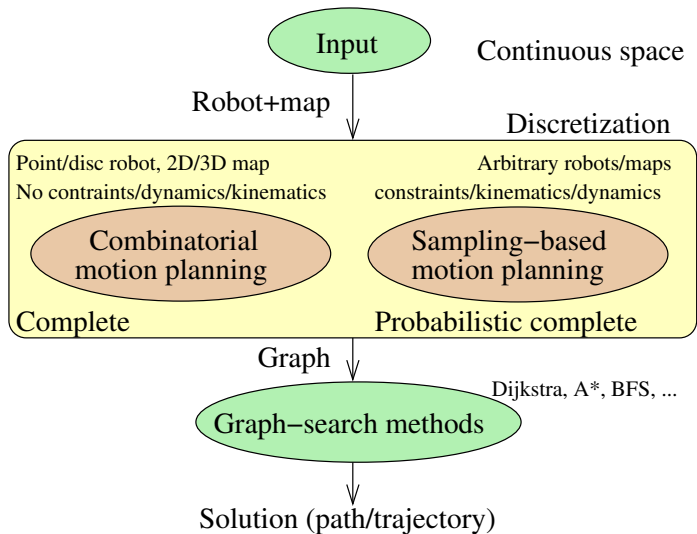 Input
Continuous space
Robot+map
Discretization
Point/disc robot, 2D/3D map
No contraints/dynamics/kinematics
Arbitrary robots/maps
constraints/kinematics/dynamics
Combinatorial
motion planning
Sampling−based
motion planning
Complete
Probabilistic complete
Graph
Dijkstra, A*, BFS, ...
Graph−search methods
Solution (path/trajectory)